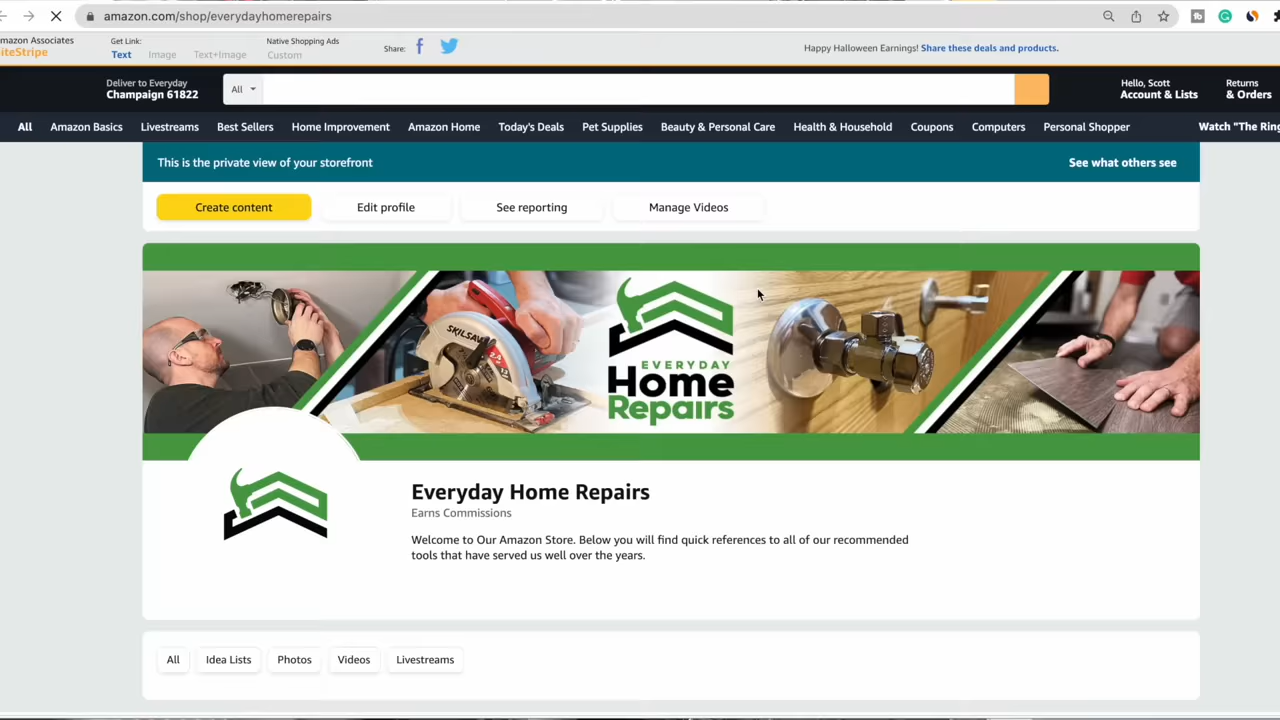 amazon.com/shop/everydayhomerepairs
mazon Associates
iteStripe
Get Link:
Text Image Text+Image
Native Shopping Ads
Custom
Share:
Happy Halloween Earnings! Share these deals and products.
Deliver to Everyday
Champaign 61822
All
Hello, Scott
Account & Lists
Returns
& Orders
All Amazon Basics Livestreams Best Sellers Home Improvement Amazon Home Today's Deals Pet Supplies Beauty & Personal Care Health & Household Coupons Computers Personal Shopper Watch "The Ring
This is the private view of your storefront See what others see
Create content Edit profile See reporting Manage Videos
SKILSAW
EVERYDAY
Home
Repairs
Everyday Home Repairs
Earns Commissions
Welcome to Our Amazon Store. Below you will find quick references to all of our recommended
tools that have served us well over the years.
All Idea Lists Photos Videos Livestreams